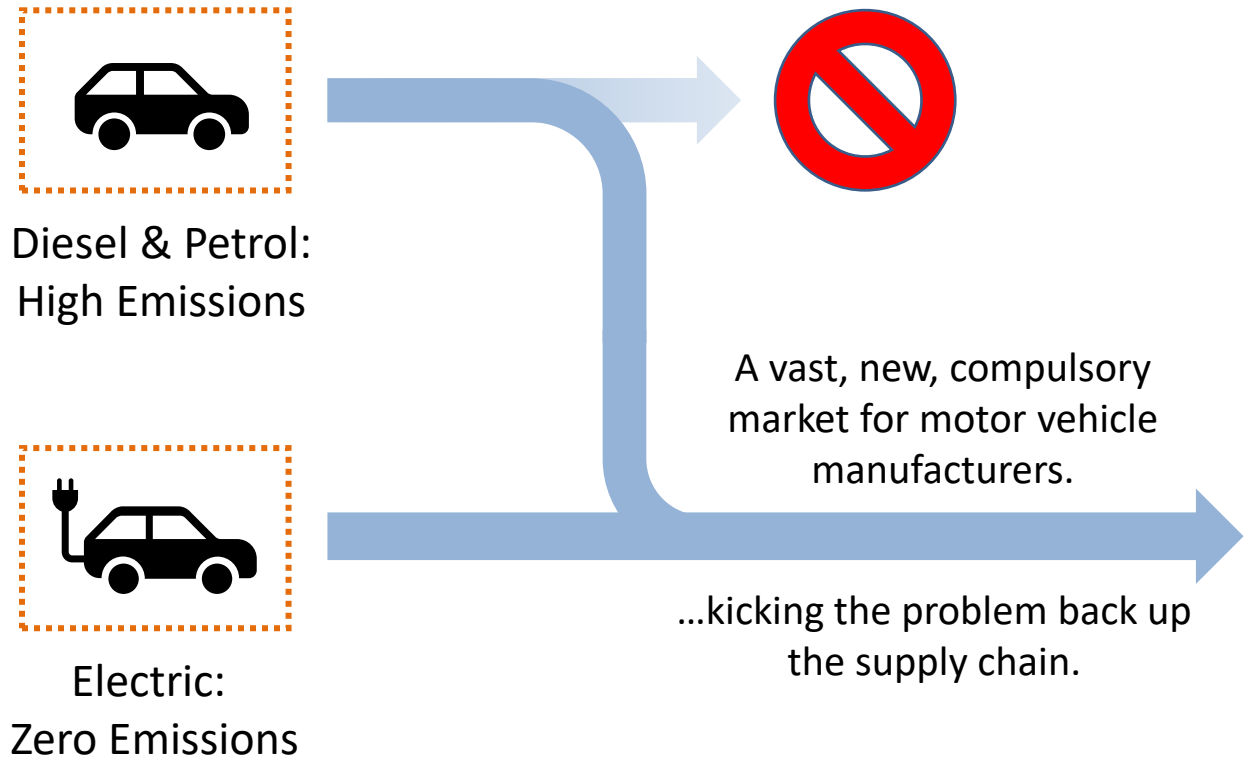 Diesel & Petrol:
High Emissions
A vast, new, compulsory
market for motor vehicle
manufacturers.
…kicking the problem back up
the supply chain.
Electric:
Zero Emissions